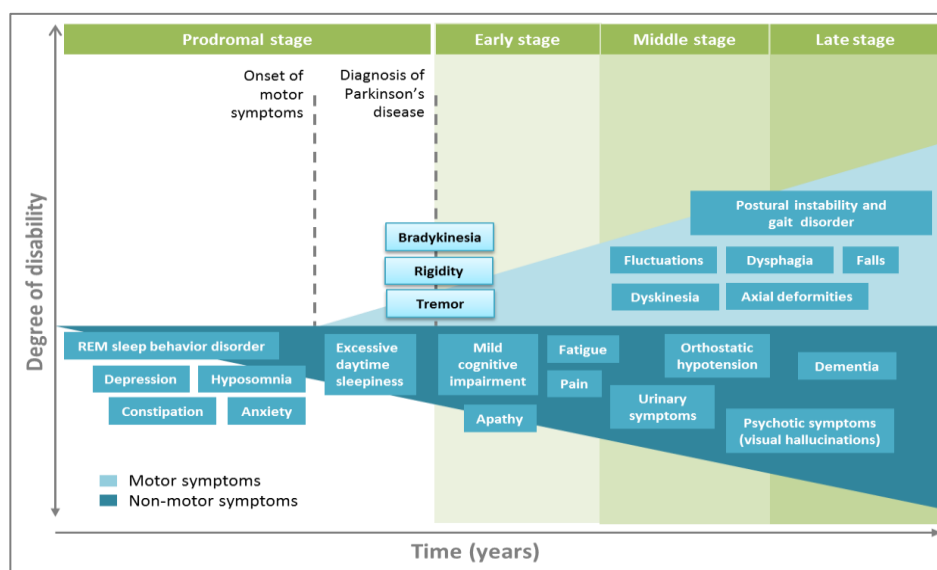 Prodromal stage
Early stage
Middle stage
Late stage
Onset of
motor
symptoms
Diagnosis of
Parkinson's
disease
Bradykinesia
Rigidity
Tremor
Postural instability and
gait disorder
Fluctuations
Dysphagia
Falls
Dyskinesia
Axial deformities
REM sleep behavior disorder
Depression
Hyposomnia
Constipation
Anxiety
Excessive
daytime
sleepiness
Mild
cognitive
impairment
Fatigue
Pain
Apathy
Orthostatic
hypotension
Urinary
symptoms
Dementia
Psychotic symptoms
(visual hallucinations)
Motor symptoms
Non-motor symptoms
Degree of disability
Time (years)